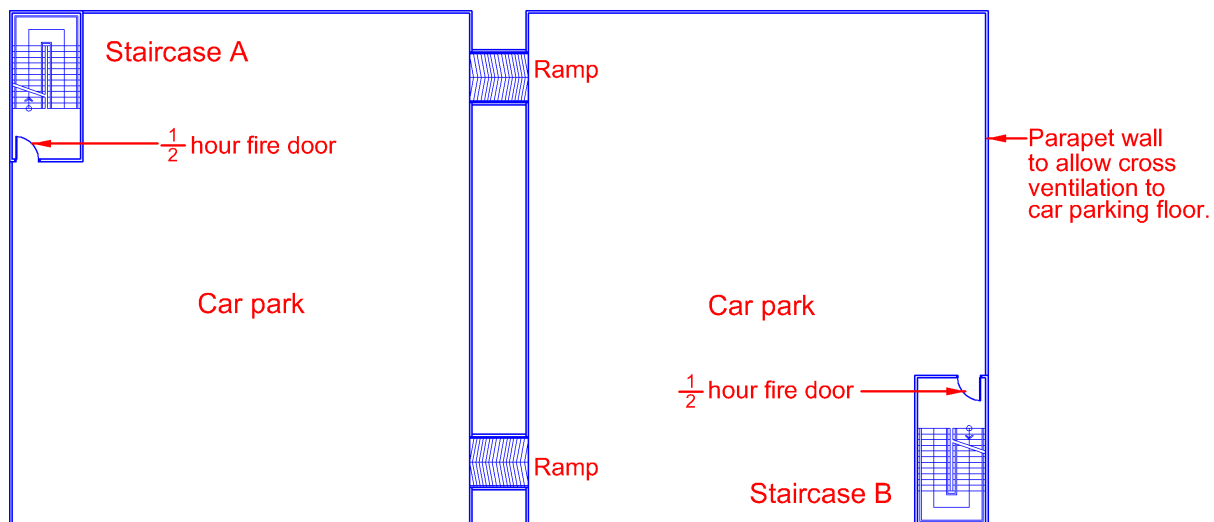 Staircase A
Ramp
1/2 hour fire door
Parapet wall
to allow cross
ventilation to
car parking floor.
Car park
Car park
1/2 hour fire door
Ramp
Staircase B